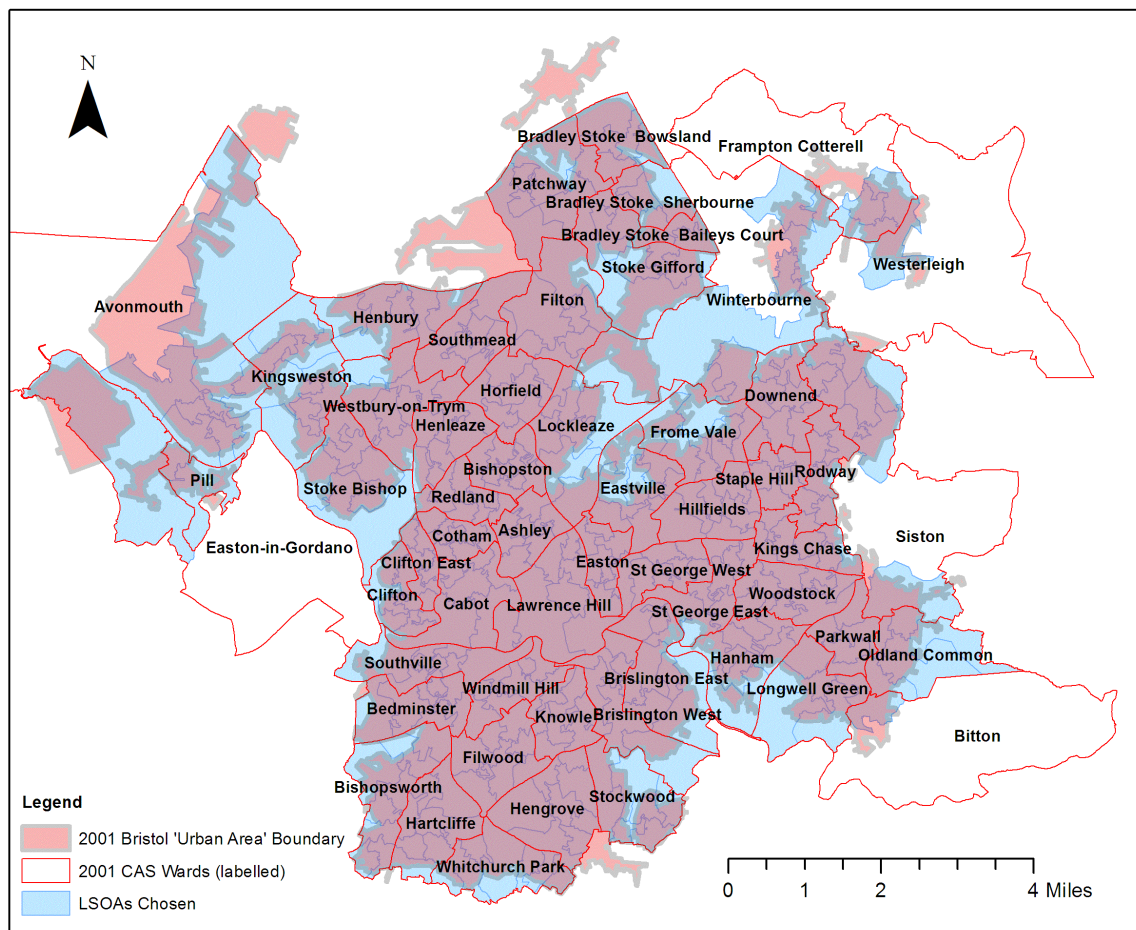 N
Bradley Stoke Bowsland
Frampton Cotterell
Patchway
Bradley Stoke Sherbourne
Bradley Stoke Baileys Court
Stoke Gifford
Westerleigh
Avonmouth
Filton
Winterbourne
Henbury
Southmead
Kingsweston
Horfield
Downend
Westbury-on-Trym
Henleaze
Lockleaze
Frome Vale
Bishopston
Staple Hill
Rodway
Pill
Stoke Bishop
Redland
Eastville
Hillfields
Ashley
Cotham
Siston
Easton-in-Gordano
Kings Chase
Clifton East
Easton
St George West
Clifton
Cabot
Lawrence Hill
Woodstock
St George East
Parkwall
Southville
Hanham
Oldland Common
Windmill Hill
Brislington East
Longwell Green
Bedminster
Knowle
Brislington West
Bitton
Filwood
Bishopsworth
Stockwood
Hengrove
Hartcliffe
Whitchurch Park
Legend
2001 Bristol 'Urban Area' Boundary
2001 CAS Wards (labelled)
LSOAs Chosen
0 1 2 4 Miles